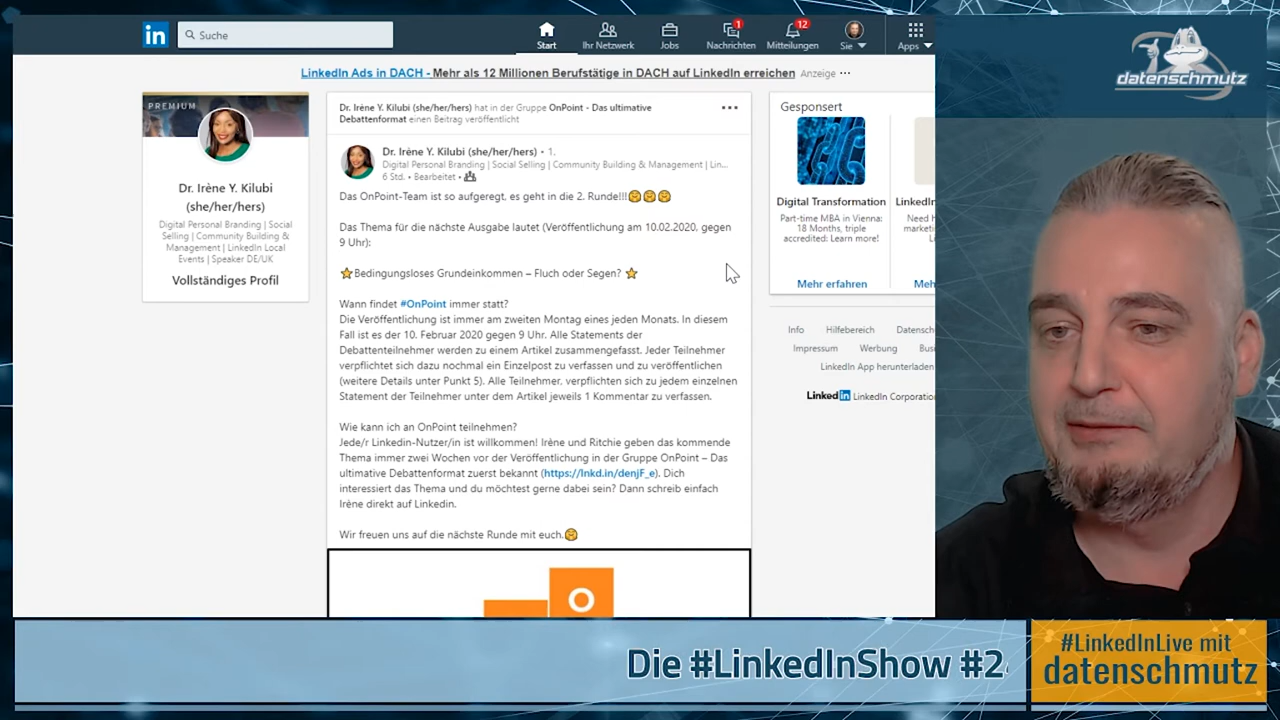 Suche
Start
Ihr Netzwerk
Jobs
1
Nachrichten
12
Mitteilungen
Sie
Apps
datenschmutz
LinkedIn Ads in DACH - Mehr als 12 Millionen Berufstätige in DACH auf LinkedIn erreichen Anzeige
PREMIUM
Dr. Irène Y. Kilubi
(she/her/hers)
Digital Personal Branding | Social
Selling | Community Building &
Management | LinkedIn Local
Events | Speaker DE/UK
Vollständiges Profil
Dr. Irène Y. Kilubi (she/her/hers) hat in der Gruppe OnPoint - Das ultimative
Debattenformat einen Beitrag veröffentlicht
Dr. Irène Y. Kilubi (she/her/hers) • 1.
Digital Personal Branding | Social Selling | Community Building & Management | Lin...
6 Std. • Bearbeitet •
Das OnPoint-Team ist so aufgeregt, es geht in die 2. Runde!!!
Das Thema für die nächste Ausgabe lautet (Veröffentlichung am 10.02.2020, gegen
9 Uhr):
Bedingungsloses Grundeinkommen – Fluch oder Segen?
Wann findet #OnPoint immer statt?
Die Veröffentlichung ist immer am zweiten Montag eines jeden Monats. In diesem
Fall ist es der 10. Februar 2020 gegen 9 Uhr. Alle Statements der
Debattenteilnehmer werden zu einem Artikel zusammengefasst. Jeder Teilnehmer
verpflichtet sich dazu nochmal ein Einzelpost zu verfassen und zu veröffentlichen
(weitere Details unter Punkt 5). Alle Teilnehmer. verpflichten sich zu jedem einzelnen
Statement der Teilnehmer unter dem Artikel jeweils 1 Kommentar zu verfassen.
Wie kann ich an OnPoint teilnehmen?
Jede/r Linkedin-Nutzer/in ist willkommen! Irène und Ritchie geben das kommende
Thema immer zwei Wochen vor der Veröffentlichung in der Gruppe OnPoint – Das
ultimative Debattenformat zuerst bekannt (https://lnkd.in/denjF_e). Dich
interessiert das Thema und du möchtest gerne dabei sein? Dann schreib einfach
Irène direkt auf Linkedin.
Wir freuen uns auf die nächste Runde mit euch.
O
Gesponsert
Digital Transformation
Part-time MBA in Vienna:
18 Months, triple
accredited: Learn more!
Mehr erfahren
LinkedIn
Need h
market
d
Meh
Info Hilfebereich Datensch
Impressum Werbung Bus
LinkedIn App herunterladen
LinkedIn LinkedIn Corporatio
Die #LinkedInShow #2
#LinkedInLive mit
datenschmutz